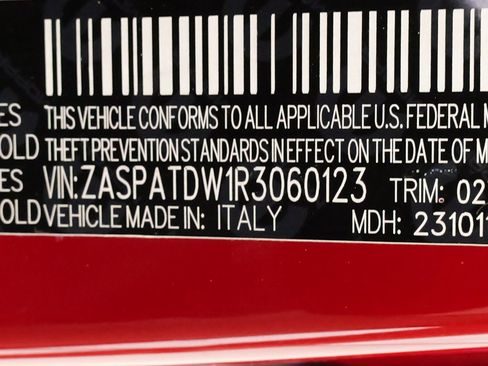 ES THIS VEHICLE CONFORMS TO ALL APPLICABLE U.S. FEDERAL M
OLD THEFT PREVENTION STANDARDS IN EFFECT ON THE DATE OF M
ES VIN: ZASPATDW1R3060123 TRIM: 02
OLD VEHICLE MADE IN: ITALY MDH: 231011